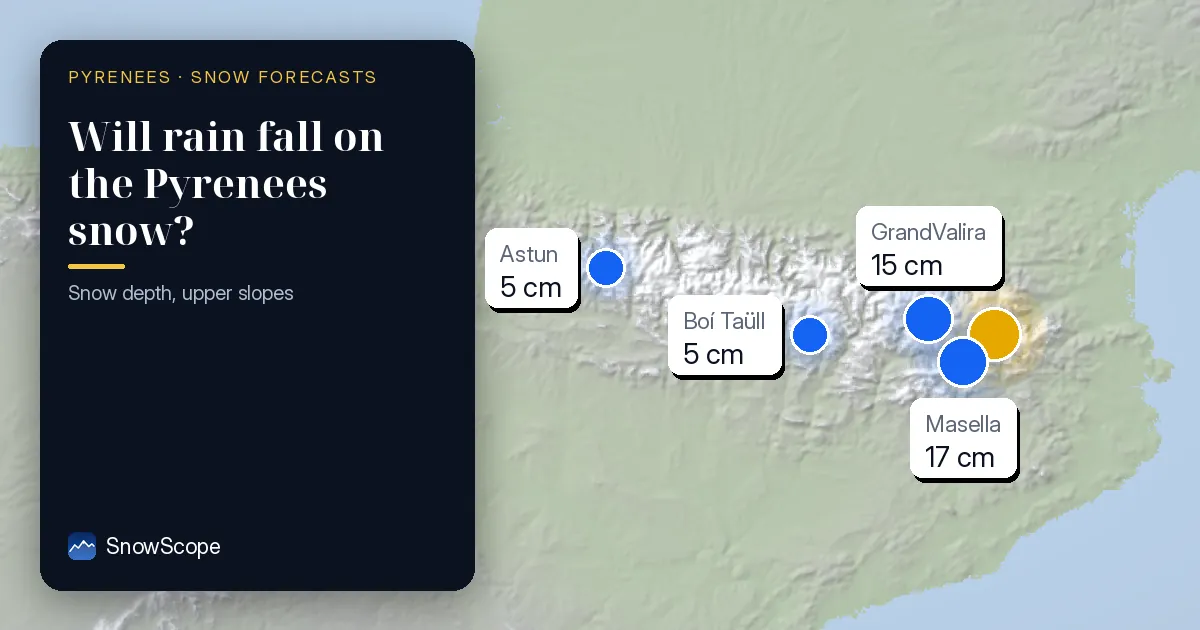 PYRENEES · SNOW FORECASTS
Will rain fall on
the Pyrenees
snow?
Snow depth, upper slopes
SnowScope
Astun
5 cm
Boí Taüll
5 cm
GrandValira
15 cm
Masella
17 cm